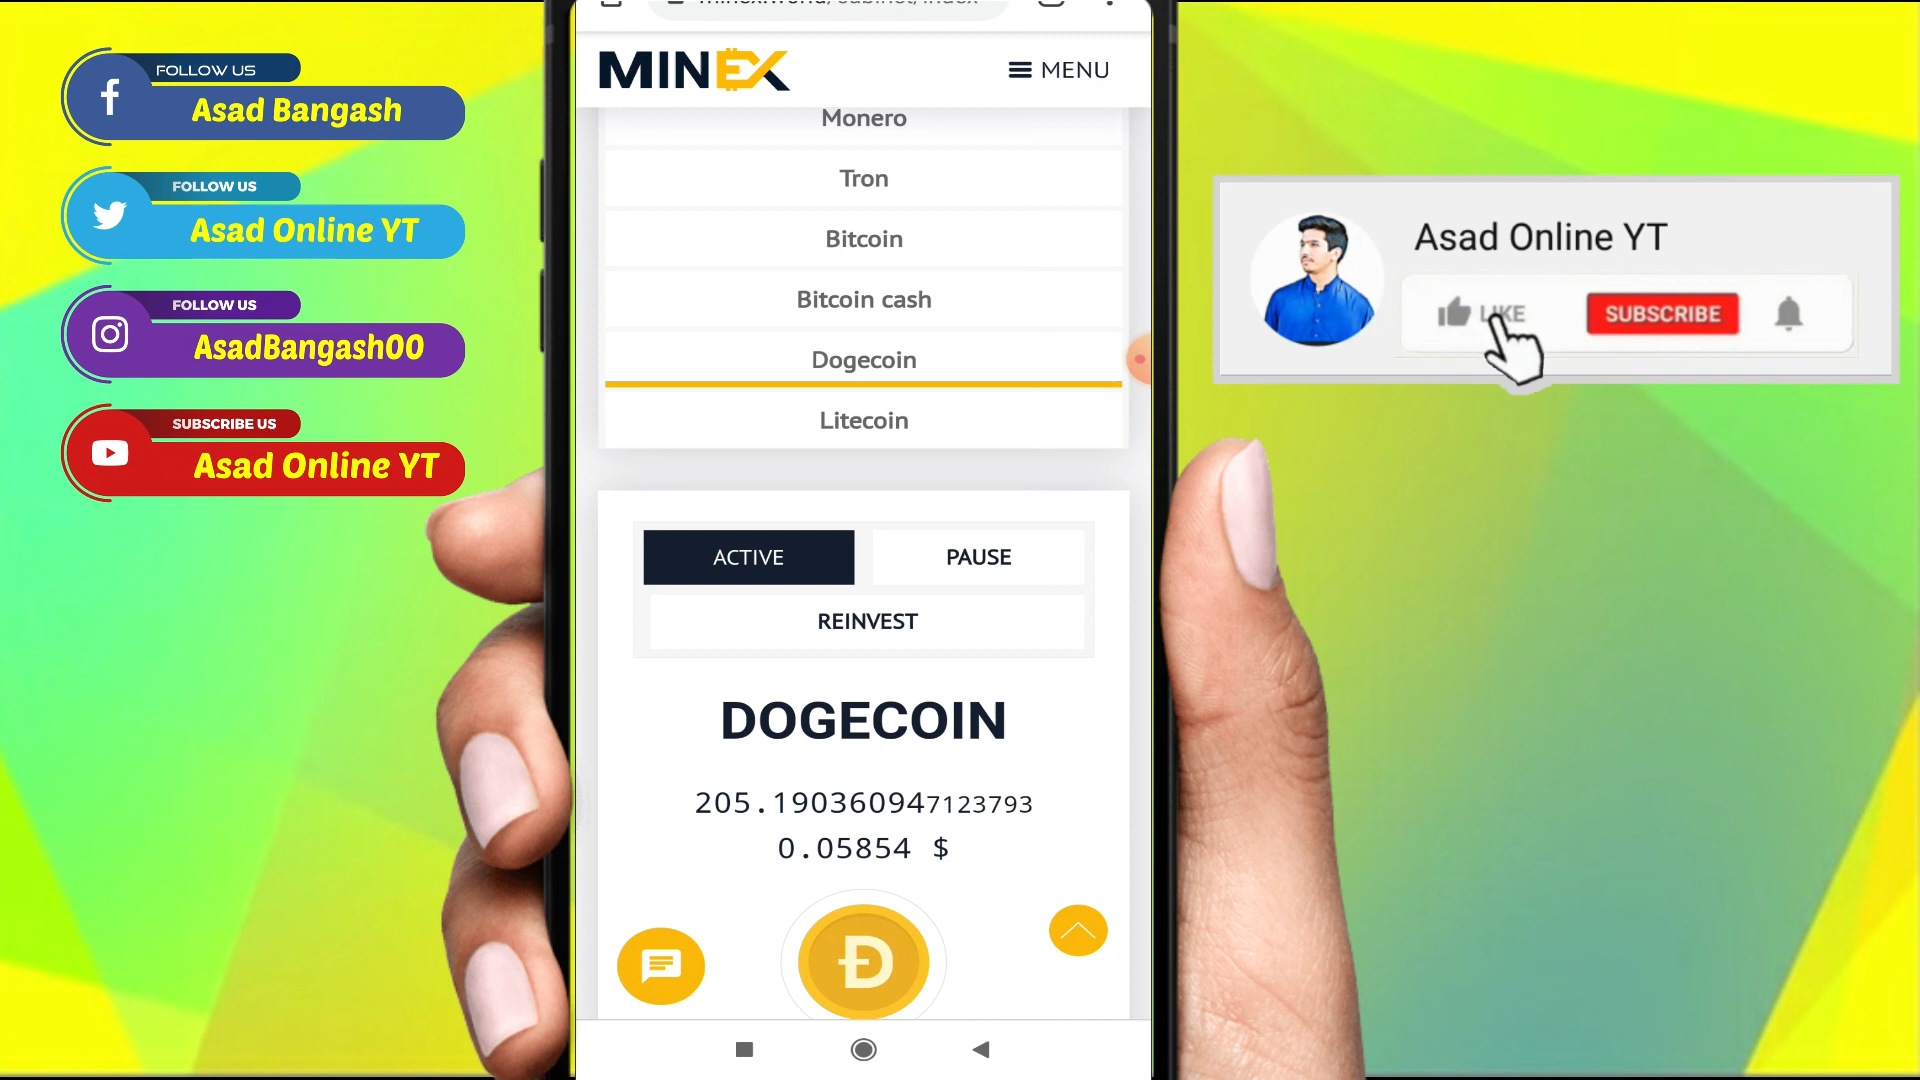 FOLLOW US
Asad Bangash
FOLLOW US
Asad Online YT
FOLLOW US
AsadBangash00
SUBSCRIBE US
Asad Online YT
MINEX
MENU
Monero
Tron
Bitcoin
Bitcoin cash
Dogecoin
Litecoin
ACTIVE
PAUSE
REINVEST
DOGECOIN
205.190360947123793
0.05854 $
Asad Online YT
LIKE
SUBSCRIBE